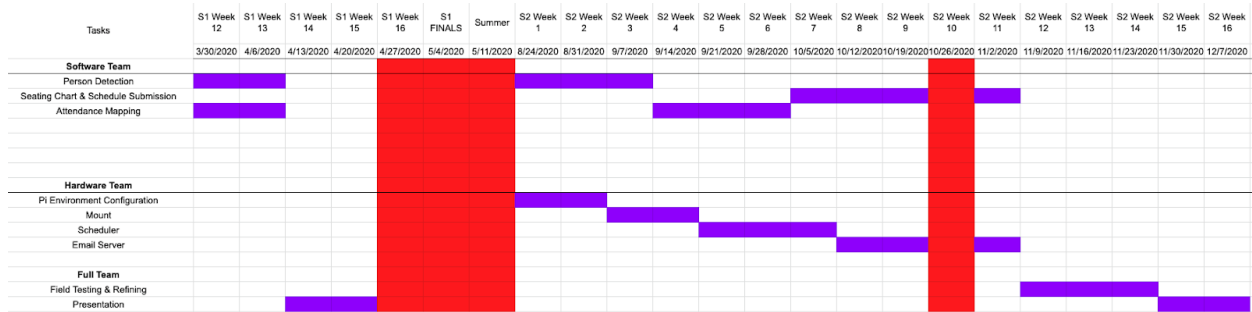 Tasks
S1 Week 12
S1 Week 13
S1 Week 14
S1 Week 15
S1 Week 16
S1 FINALS
Summer
S2 Week 1
S2 Week 2
S2 Week 3
S2 Week 4
S2 Week 5
S2 Week 6
S2 Week 7
S2 Week 8
S2 Week 9
S2 Week 10
S2 Week 11
S2 Week 12
S2 Week 13
S2 Week 14
S2 Week 15
S2 Week 16
3/30/2020 4/6/2020 4/13/2020 4/20/2020 4/27/2020 5/4/2020 5/11/2020 8/24/2020 8/31/2020 9/7/2020 9/14/2020 9/21/2020 9/28/2020 10/5/2020 10/12/2020 10/19/2020 10/26/2020 11/2/2020 11/9/2020 11/16/2020 11/23/2020 11/30/2020 12/7/2020
Software Team
Person Detection
Seating Chart & Schedule Submission
Attendance Mapping
Hardware Team
Pi Environment Configuration
Mount
Scheduler
Email Server
Full Team
Field Testing & Refining
Presentation